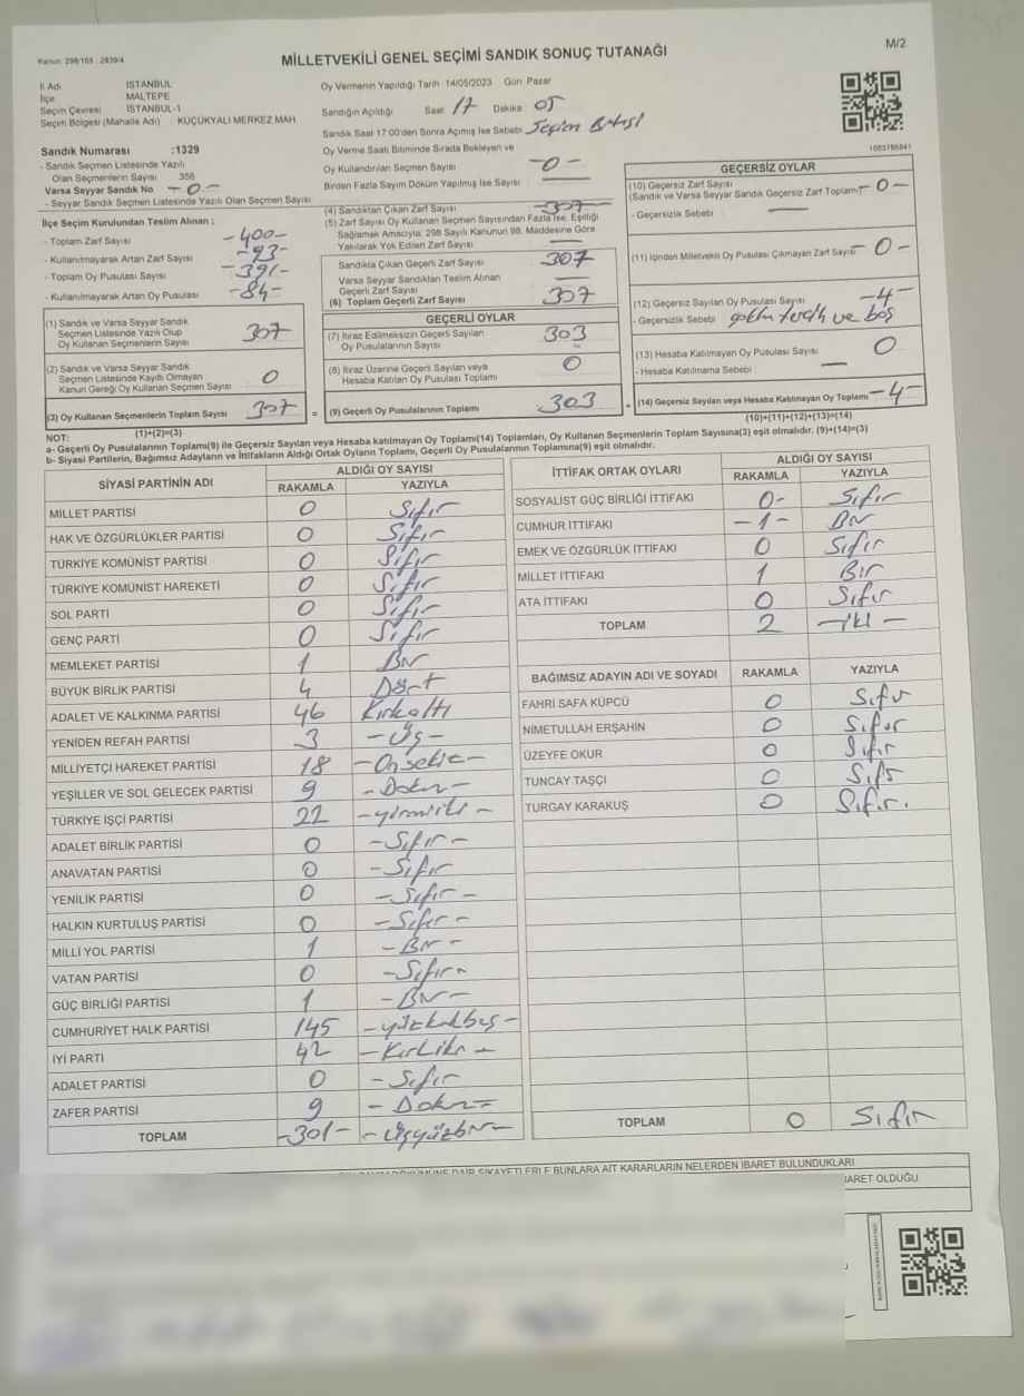 M/2
MİLLETVEKİLİ GENEL SEÇİMİ SANDIK SONUÇ TUTANAĞI
İl Adı İSTANBUL
İlçe MALTEPE
Seçim Çevresi İSTANBUL-1
Seçim Bölgesi (Mahalle Adı) : KÜÇÜKYALI MERKEZ MAH.
Oy Vermenin Yapıldığı Tarih : 14/05/2023 Gün: Pazar
Sandığın Açıldığı Saat 17 Dakika 05
Sandık Saat 17:00'den Sonra Açılmış İse Sebebi Seçim Bitişi
Oy Verme Saati Bitiminde Sırada Bekleyen ve
Oy Kullandırılan Seçmen Sayısı -0-
Birden Fazla Sayım Döküm Yapılmış İse Sayısı
Sandık Numarası :1329
- Sandık Seçmen Listesinde Yazılı
Olan Seçmenlerin Sayısı 358
Varsa Seyyar Sandık No -0-
- Seyyar Sandık Seçmen Listesinde Yazılı Olan Seçmen Sayısı
İlçe Seçim Kurulundan Teslim Alınan ;
- Toplam Zarf Sayısı -400-
- Kullanılmayarak Artan Zarf Sayısı -93-
- Toplam Oy Pusulası Sayısı -391-
- Kullanılmayarak Artan Oy Pusulası -84-
(1) Sandık ve Varsa Seyyar Sandık
Seçmen Listesinde Yazılı Olup
Oy Kullanan Seçmenlerin Sayısı 307
(2) Sandık ve Varsa Seyyar Sandık
Seçmen Listesinde Kaydı Olmayan
Kanun Gereği Oy Kullanan Seçmen Sayısı 0
(3) Oy Kullanan Seçmenlerin Toplam Sayısı 307
(1)+(2)=(3)
(4) Sandıktan Çıkan Zarf Sayısı -307-
(5) Zarf Sayısı Oy Kullanan Seçmen Sayısından Fazla İse, Eşitliği
Sağlamak Amacıyla; 298 Sayılı Kanunun 98. Maddesine Göre
Yakılarak Yok Edilen Zarf Sayısı
Sandıkta Çıkan Geçerli Zarf Sayısı 307
Varsa Seyyar Sandıktan Teslim Alınan
Geçerli Zarf Sayısı
(6) Toplam Geçerli Zarf Sayısı 307
GEÇERLİ OYLAR
(7) İtiraz Edilmeksizin Geçerli Sayılan
Oy Pusulalarının Sayısı 303
(8) İtiraz Üzerine Geçerli Sayılan veya
Hesaba Katılan Oy Pusulası Toplamı 0
= (9) Geçerli Oy Pusulalarının Toplamı 303
GEÇERSİZ OYLAR
(10) Geçersiz Zarf Sayısı
(Sandık ve Varsa Seyyar Sandık Geçersiz Zarf Toplamı) -0-
- Geçersizlik Sebebi
(11) İçinden Milletvekili Oy Pusulası Çıkmayan Zarf Sayısı -0-
(12) Geçersiz Sayılan Oy Pusulası Sayısı -4-
- Geçersizlik Sebebi ve boş
(13) Hesaba Katılmayan Oy Pusulası Sayısı 0
- Hesaba Katılmama Sebebi
(14) Geçersiz Sayılan veya Hesaba Katılmayan Oy Toplamı -4-
(10)+(11)+(12)+(13)=(14)
NOT:
a- Geçerli Oy Pusulalarının Toplamı(9) ile Geçersiz Sayılan veya Hesaba katılmayan Oy Toplamı(14) Toplamları, Oy Kullanan Seçmenlerin Toplam Sayısına(3) eşit olmalıdır. (9)+(14)=(3)
b- Siyasi Partilerin, Bağımsız Adayların ve İttifakların Aldığı Ortak Oyların Toplamı, Geçerli Oy Pusulalarının Toplamına(9) eşit olmalıdır.
SİYASİ PARTİNİN ADI ALDIĞI OY SAYISI
RAKAMLA YAZIYLA
MİLLET PARTİSİ 0 Sıfır
HAK VE ÖZGÜRLÜKLER PARTİSİ 0 Sıfır
TÜRKİYE KOMÜNİST PARTİSİ 0 Sıfır
TÜRKİYE KOMÜNİST HAREKETİ 0 Sıfır
SOL PARTİ 0 Sıfır
GENÇ PARTİ 0 Sıfır
MEMLEKET PARTİSİ 1 Bir
BÜYÜK BİRLİK PARTİSİ 4 Dört
ADALET VE KALKINMA PARTİSİ 46 Kırkaltı
YENİDEN REFAH PARTİSİ 3 -Üç-
MİLLİYETÇİ HAREKET PARTİSİ 18 -Onsekiz-
YEŞİLLER VE SOL GELECEK PARTİSİ 9 -Dokuz-
TÜRKİYE İŞÇİ PARTİSİ 22 -yirmiiki-
ADALET BİRLİK PARTİSİ 0 -Sıfır-
ANAVATAN PARTİSİ 0 -Sıfır
YENİLİK PARTİSİ 0 -Sıfır-
HALKIN KURTULUŞ PARTİSİ 0 -Sıfır-
MİLLİ YOL PARTİSİ 1 -Bir-
VATAN PARTİSİ 0 -Sıfır-
GÜÇ BİRLİĞİ PARTİSİ 1 -Bir-
CUMHURİYET HALK PARTİSİ 145 -yüzkırkbeş-
İYİ PARTİ 42 -Kırkiki-
ADALET PARTİSİ 0 -Sıfır
ZAFER PARTİSİ 9 -Dokuz-
TOPLAM -301- -Üçyüzbir-
İTTİFAK ORTAK OYLARI ALDIĞI OY SAYISI
RAKAMLA YAZIYLA
SOSYALİST GÜÇ BİRLİĞİ İTTİFAKI 0- Sıfır
CUMHUR İTTİFAKI -1- Bir
EMEK VE ÖZGÜRLÜK İTTİFAKI 0 Sıfır
MİLLET İTTİFAKI 1 Bir
ATA İTTİFAKI 0 Sıfır
TOPLAM 2 -iki-
BAĞIMSIZ ADAYIN ADI VE SOYADI RAKAMLA YAZIYLA
FAHRİ SAFA KÜPCÜ 0 Sıfır
NİMETULLAH ERŞAHİN 0 Sıfır
ÜZEYFE OKUR 0 Sıfır
TUNCAY TAŞÇI 0 Sıfır
TURGAY KARAKUŞ 0 Sıfır.
TOPLAM 0 Sıfır
DAİR ŞİKAYETLER İLE BUNLARA AİT KARARLARIN NELERDEN İBARET BULUNDUKLARI
İBARET OLDUĞU